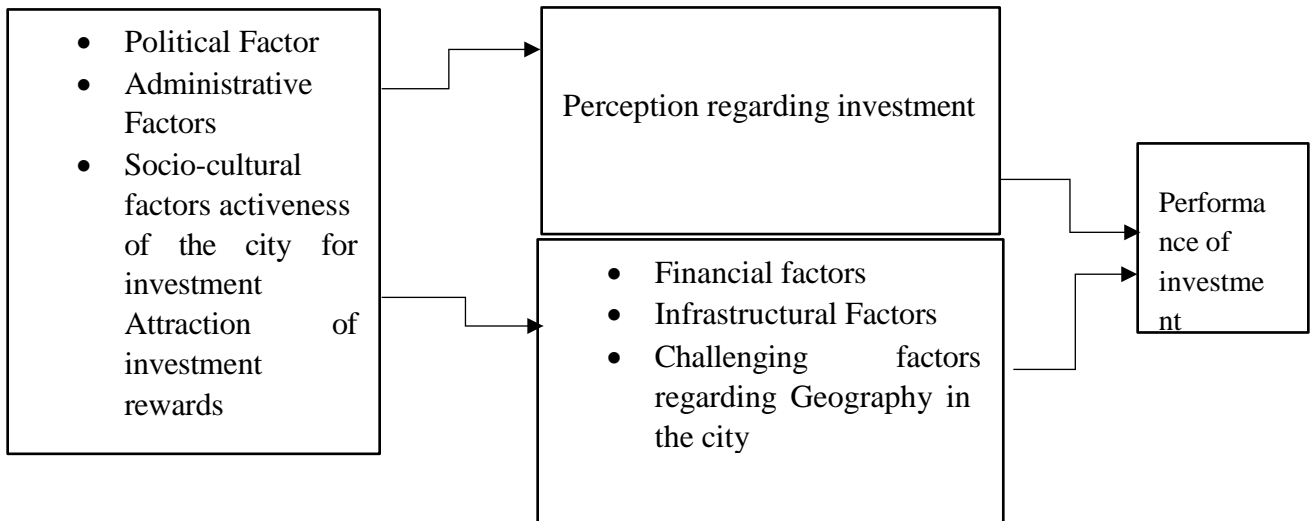 • Political Factor
• Administrative
Factors
• Socio-cultural
factors activeness
of the city for
investment
Attraction of
investment
rewards
Perception regarding investment
• Financial factors
• Infrastructural Factors
• Challenging factors
regarding Geography in
the city
Performa
nce of
investme
nt